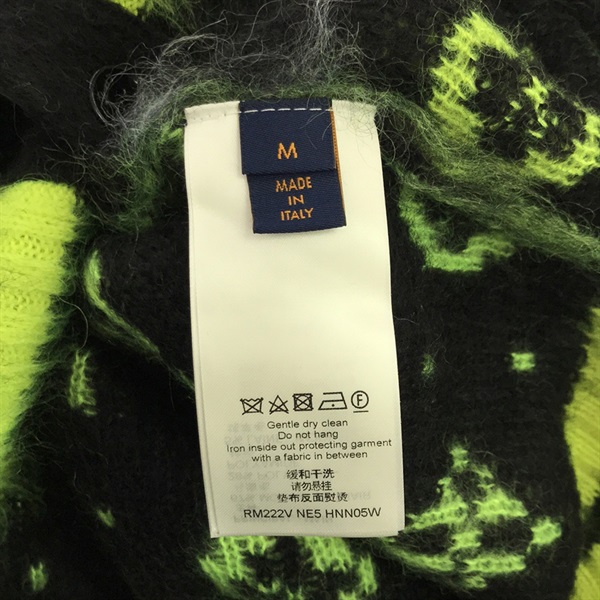 M
MADE
IN
ITALY
F
Gentle dry clean
Do not hang
Iron inside out protecting garment
with a fabric in between
缓和干洗
请勿悬挂
垫布反面熨烫
RM222V NE5 HNN05W